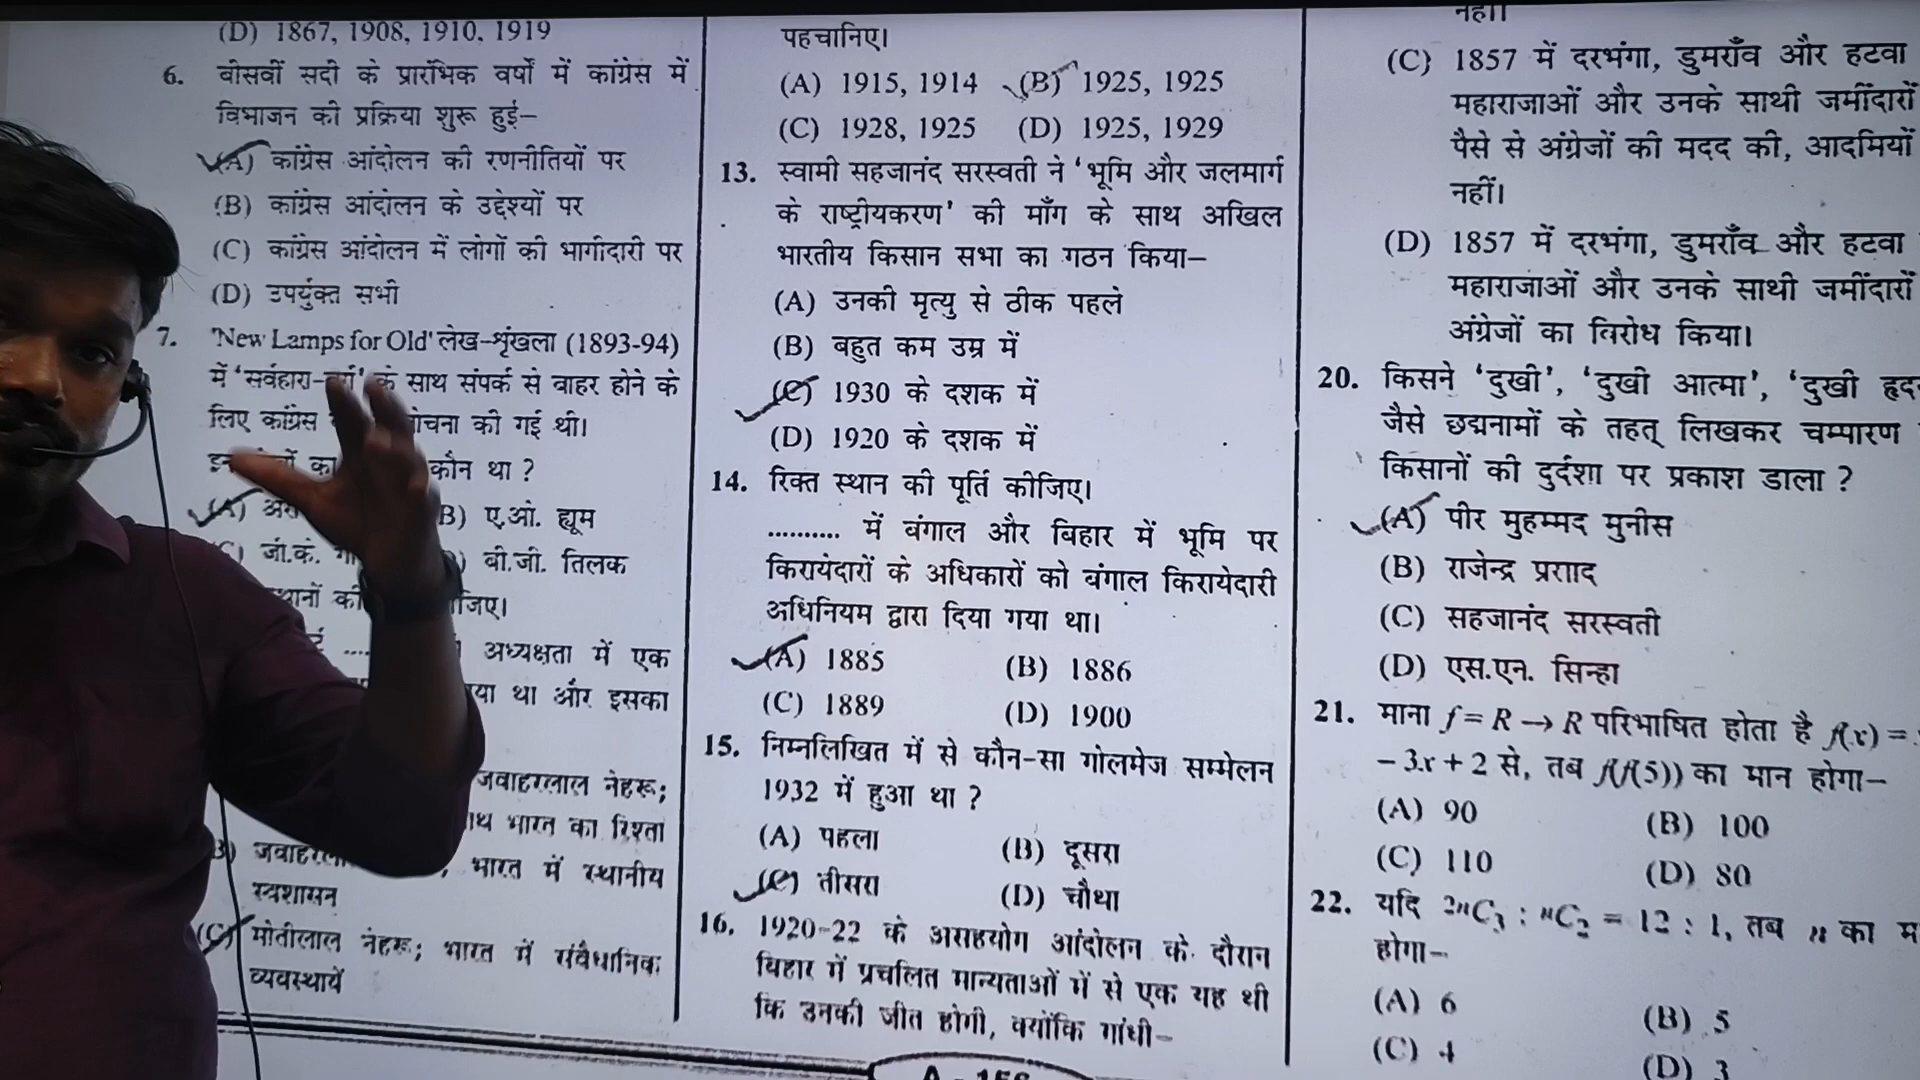 (D) 1867, 1908, 1910, 1919
6. बीसवीं सदी के प्रारंभिक वर्षों में कांग्रेस में
विभाजन की प्रक्रिया शुरू हुई–
(A) कांग्रेस आंदोलन की रणनीतियों पर
(B) कांग्रेस आंदोलन के उद्देश्यों पर
(C) कांग्रेस आंदोलन में लोगों की भागीदारी पर
(D) उपर्युक्त सभी
7. 'New Lamps for Old' लेख-शृंखला (1893-94)
में 'सर्वहारा-वर्ग' के साथ संपर्क से बाहर होने के
लिए कांग्रेस की गई थी।
कौन था ?
(A)
(B) ए.ओ. ह्यूम
(C) जी.के.
बी.जी. तिलक
अध्यक्षता में एक
था और इसका
जवाहरलाल नेहरू;
भारत का रिश्ता
भारत में स्थानीय
स्वशासन
(C) मोतीलाल नेहरू; भारत में संवैधानिक
व्यवस्थायें
पहचानिए।
(A) 1915, 1914 (B) 1925, 1925
(C) 1928, 1925 (D) 1925, 1929
13. स्वामी सहजानंद सरस्वती ने 'भूमि और जलमार्ग
के राष्ट्रीयकरण' की माँग के साथ अखिल
भारतीय किसान सभा का गठन किया–
(A) उनकी मृत्यु से ठीक पहले
(B) बहुत कम उम्र में
(C) 1930 के दशक में
(D) 1920 के दशक में
14. रिक्त स्थान की पूर्ति कीजिए।
.......... में बंगाल और बिहार में भूमि पर
किरायेदारों के अधिकारों को बंगाल किरायेदारी
अधिनियम द्वारा दिया गया था।
(A) 1885 (B) 1886
(C) 1889 (D) 1900
15. निम्नलिखित में से कौन-सा गोलमेज सम्मेलन
1932 में हुआ था ?
(A) पहला (B) दूसरा
(C) तीसरा (D) चौथा
16. 1920-22 के असहयोग आंदोलन के दौरान
बिहार में प्रचलित मान्यताओं में से एक यह थी
कि उनकी जीत होगी, क्योंकि गांधी–
नहीं।
(C) 1857 में दरभंगा, डुमराँव और हटवा
महाराजाओं और उनके साथी जमींदारों
पैसे से अंग्रेजों की मदद की, आदमियों
नहीं।
(D) 1857 में दरभंगा, डुमराँव और हटवा
महाराजाओं और उनके साथी जमींदारों
अंग्रेजों का विरोध किया।
20. किसने 'दुखी', 'दुखी आत्मा', 'दुखी
जैसे छद्मनामों के तहत् लिखकर चम्पारण
किसानों की दुर्दशा पर प्रकाश डाला ?
(A) पीर मुहम्मद मुनीस
(B) राजेन्द्र प्रसाद
(C) सहजानंद सरस्वती
(D) एस.एन. सिन्हा
21. माना f = R → R परिभाषित होता है f(x) =
– 3x + 2 से, तब f(f(5)) का मान होगा–
(A) 90 (B) 100
(C) 110 (D) 80
22. यदि ²ⁿC₃ : ⁿC₂ = 12 : 1, तब n का
होगा–
(A) 6 (B) 5
(C) 4 (D) 3